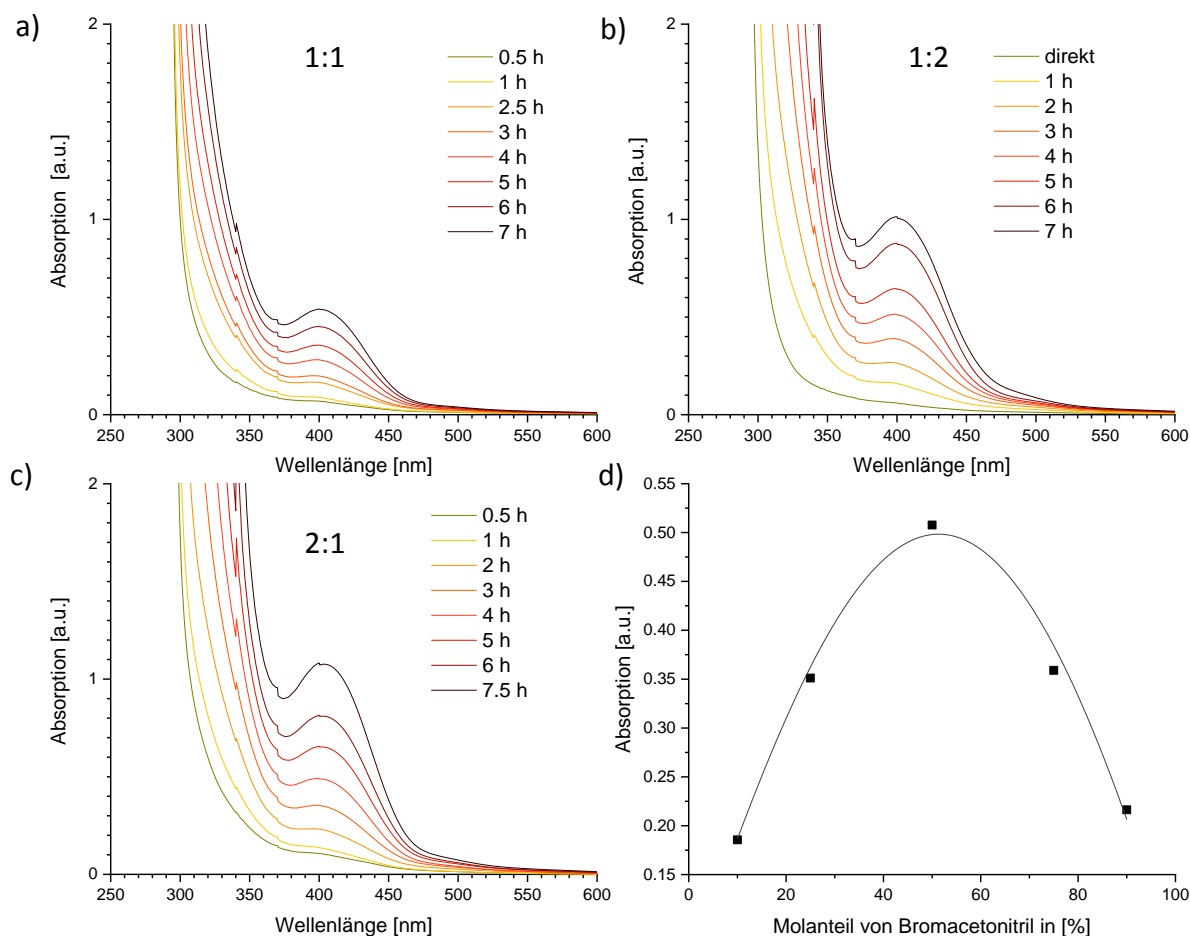 a)
1:1
0.5 h
1 h
2.5 h
3 h
4 h
5 h
6 h
7 h
Absorption [a.u.]
2
1
0
250 300 350 400 450 500 550 600
Wellenlänge [nm]
b)
1:2
direkt
1 h
2 h
3 h
4 h
5 h
6 h
7 h
Absorption [a.u.]
2
1
0
250 300 350 400 450 500 550 600
Wellenlänge [nm]
c)
2:1
0.5 h
1 h
2 h
3 h
4 h
5 h
6 h
7.5 h
Absorption [a.u.]
2
1
0
250 300 350 400 450 500 550 600
Wellenlänge [nm]
d)
Absorption [a.u.]
0.55
0.50
0.45
0.40
0.35
0.30
0.25
0.20
0.15
0 20 40 60 80 100
Molanteil von Bromacetonitril in [%]